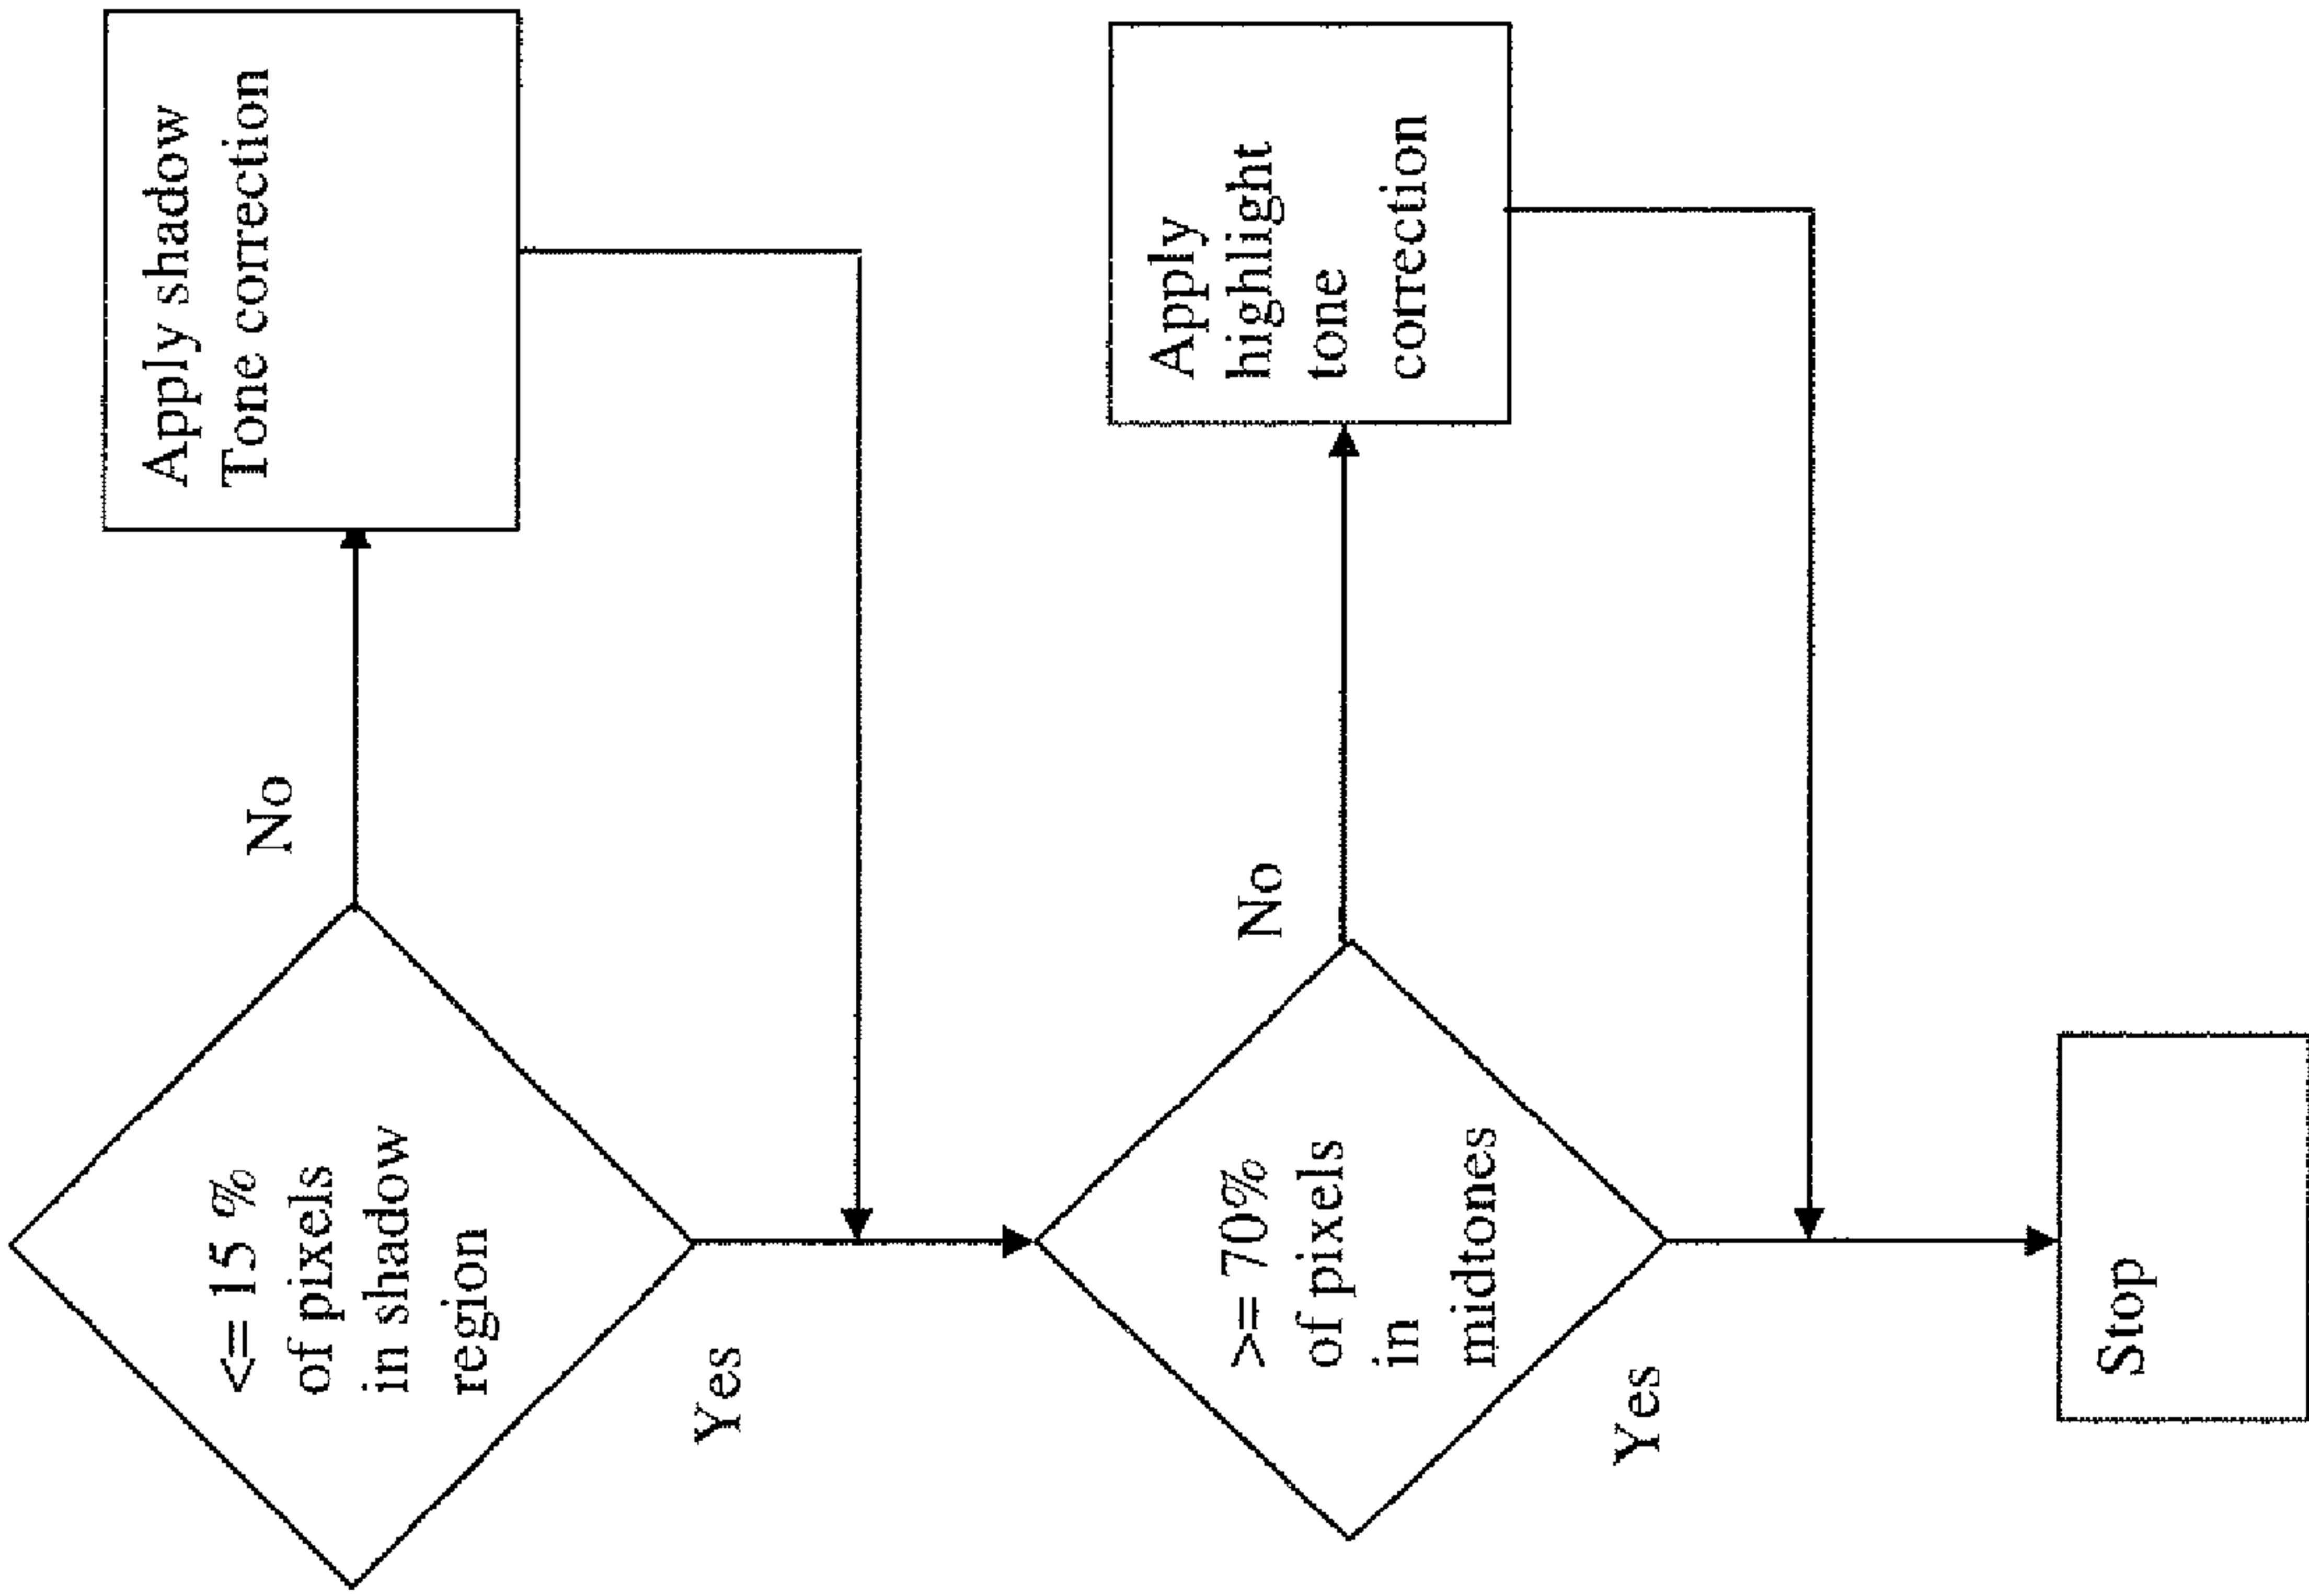 <= 15 %
of pixels
in shadow
region
No
Apply shadow
Tone correction
Yes
>= 70%
of pixels
in
midtones
No
Apply
highlight
tone
correction
Yes
Stop